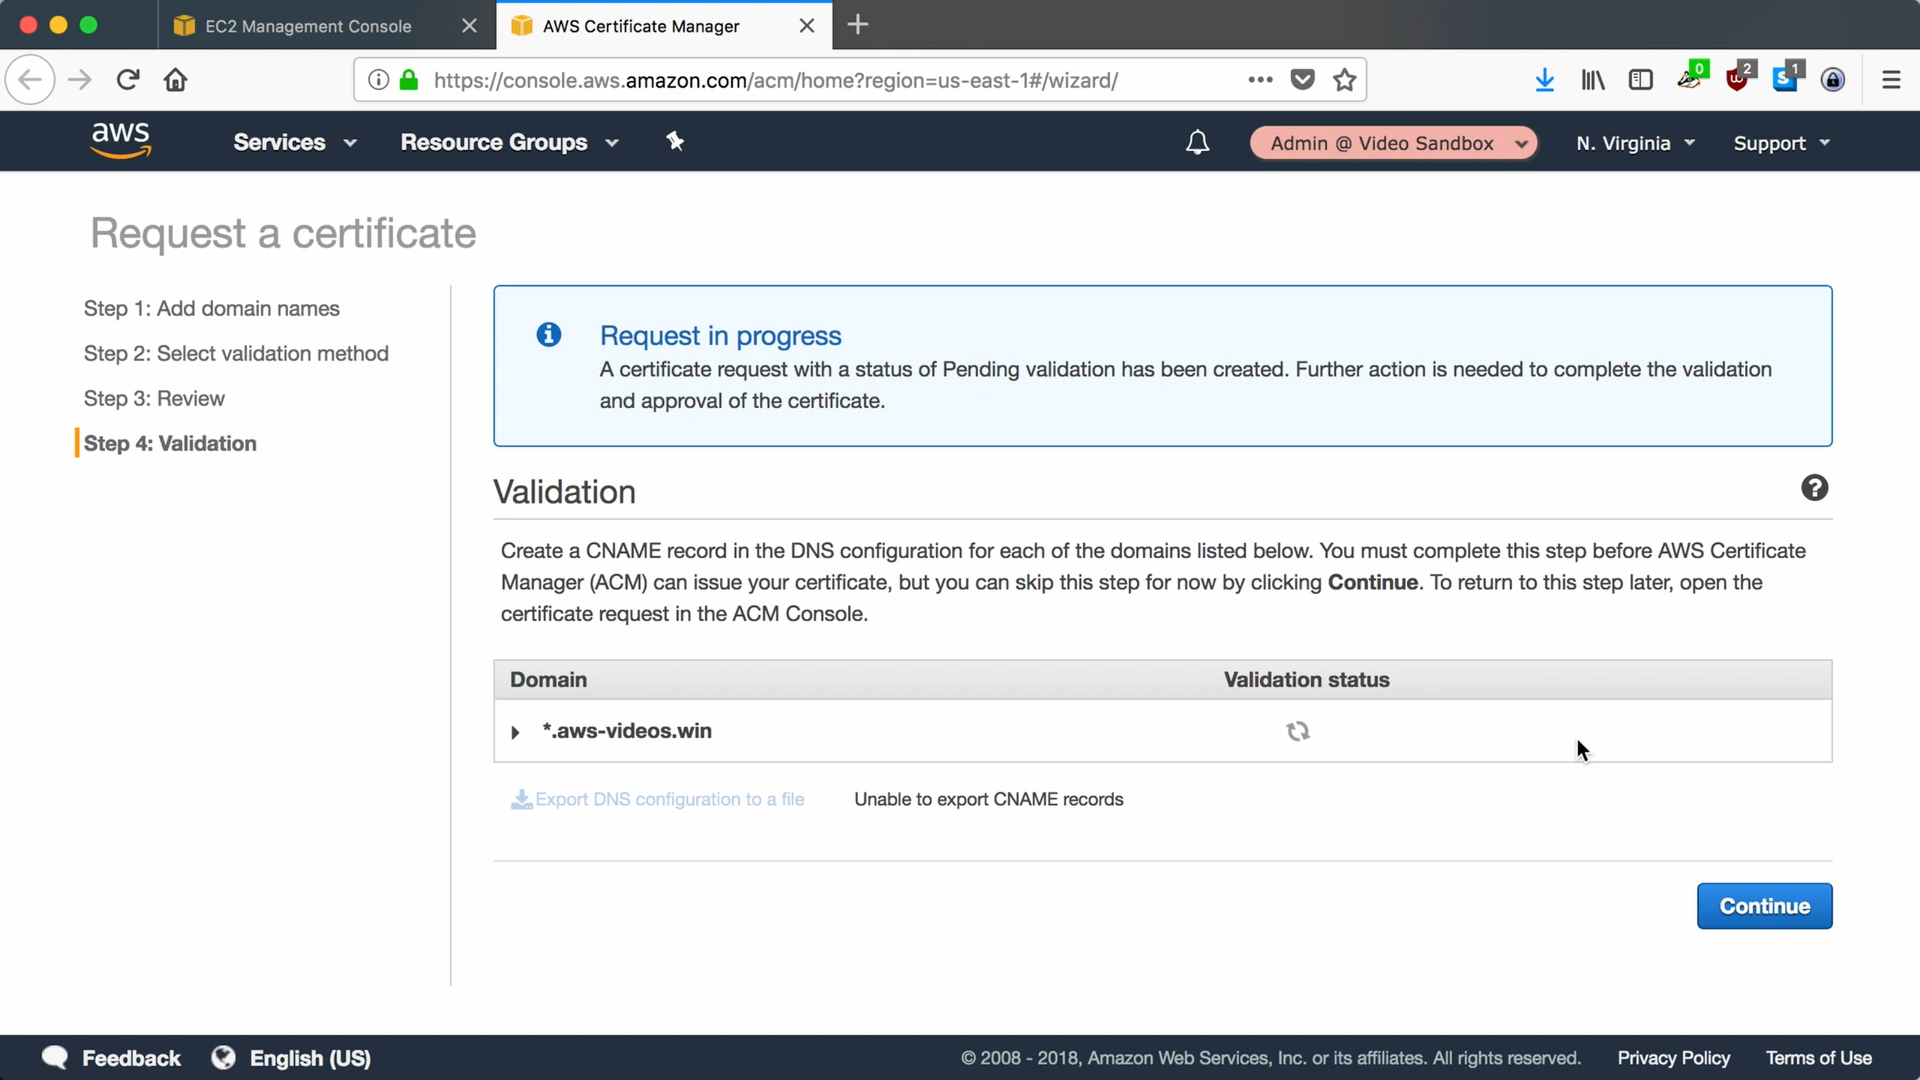 EC2 Management Console
AWS Certificate Manager
https://console.aws.amazon.com/acm/home?region=us-east-1#/wizard/
0
2
1
aws
Services
Resource Groups
Admin @ Video Sandbox
N. Virginia
Support
Request a certificate
Step 1: Add domain names
Step 2: Select validation method
Step 3: Review
Step 4: Validation
Request in progress
A certificate request with a status of Pending validation has been created. Further action is needed to complete the validation
and approval of the certificate.
Validation
Create a CNAME record in the DNS configuration for each of the domains listed below. You must complete this step before AWS Certificate
Manager (ACM) can issue your certificate, but you can skip this step for now by clicking Continue. To return to this step later, open the
certificate request in the ACM Console.
Domain
Validation status
*.aws-videos.win
Export DNS configuration to a file
Unable to export CNAME records
Continue
Feedback
English (US)
© 2008 - 2018, Amazon Web Services, Inc. or its affiliates. All rights reserved.
Privacy Policy
Terms of Use